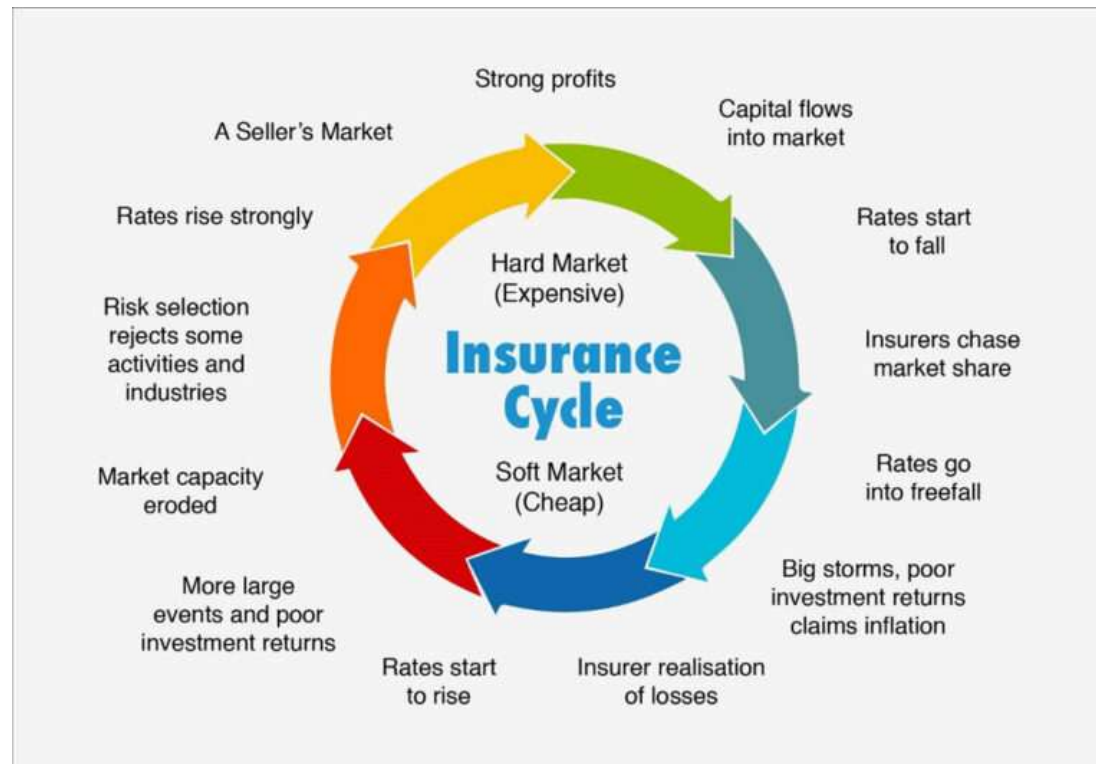 Strong profits
Capital flows
into market
Rates start
to fall
Insurers chase
market share
Rates go
into freefall
Big storms, poor
investment returns
claims inflation
Insurer realisation
of losses
Rates start
to rise
More large
events and poor
investment returns
Market capacity
eroded
Risk selection
rejects some
activities and
industries
Rates rise strongly
A Seller's Market
Hard Market
(Expensive)
Insurance
Cycle
Soft Market
(Cheap)